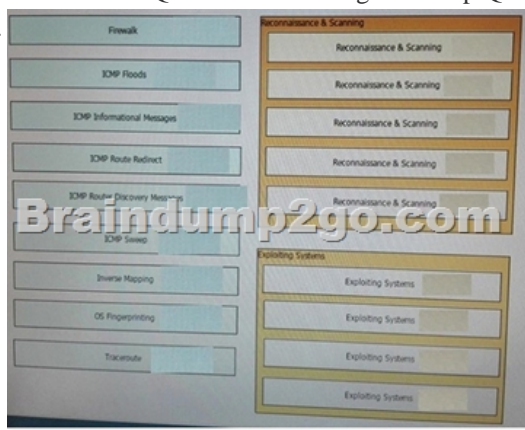 Firewalk
ICMP Floods
ICMP Informational Messages
ICMP Route Redirect
ICMP Router Discovery Messages
ICMP Sweep
Inverse Mapping
OS Fingerprinting
Traceroute
Reconnaissance & Scanning
Reconnaissance & Scanning
Reconnaissance & Scanning
Reconnaissance & Scanning
Reconnaissance & Scanning
Reconnaissance & Scanning
Exploiting Systems
Exploiting Systems
Exploiting Systems
Exploiting Systems
Exploiting Systems
Braindump2go.com